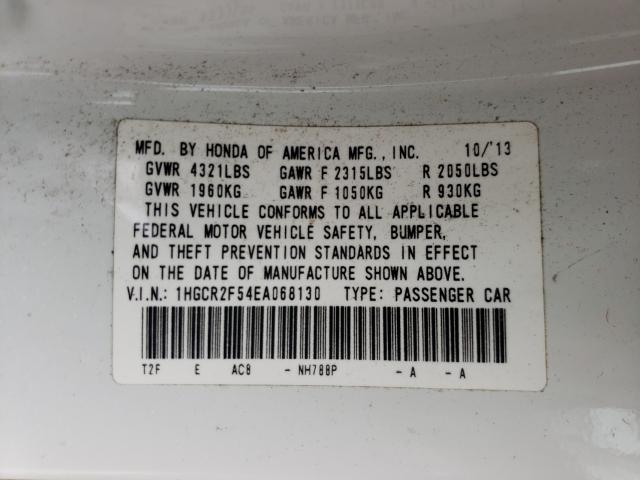 MFD. BY HONDA OF AMERICA MFG., INC. 10/'13
GVWR 4321LBS GAWR F 2315LBS R 2050LBS
GVWR 1960KG GAWR F 1050KG R 930KG
THIS VEHICLE CONFORMS TO ALL APPLICABLE
FEDERAL MOTOR VEHICLE SAFETY, BUMPER,
AND THEFT PREVENTION STANDARDS IN EFFECT
ON THE DATE OF MANUFACTURE SHOWN ABOVE.
V.I.N.: 1HGCR2F54EA068130 TYPE: PASSENGER CAR
T2F E AC8 - NH788P - A - A